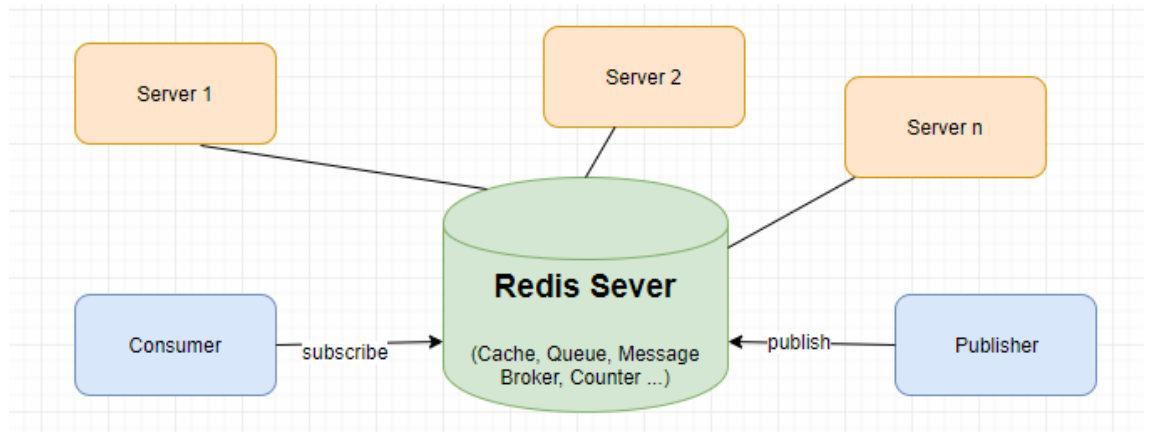 Server 1
Server 2
Server n
Redis Sever
(Cache, Queue, Message
Broker, Counter ...)
Consumer
subscribe
publish
Publisher